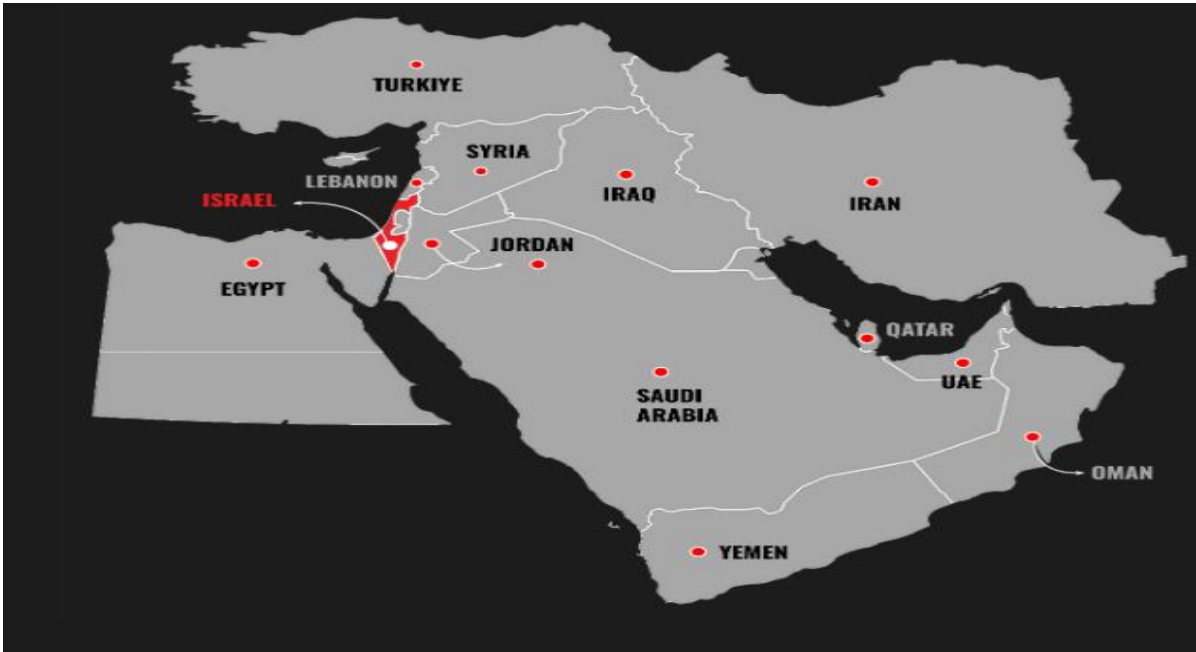 TURKIYE
SYRIA
LEBANON
ISRAEL
IRAQ
IRAN
JORDAN
EGYPT
QATAR
UAE
SAUDI
ARABIA
OMAN
YEMEN